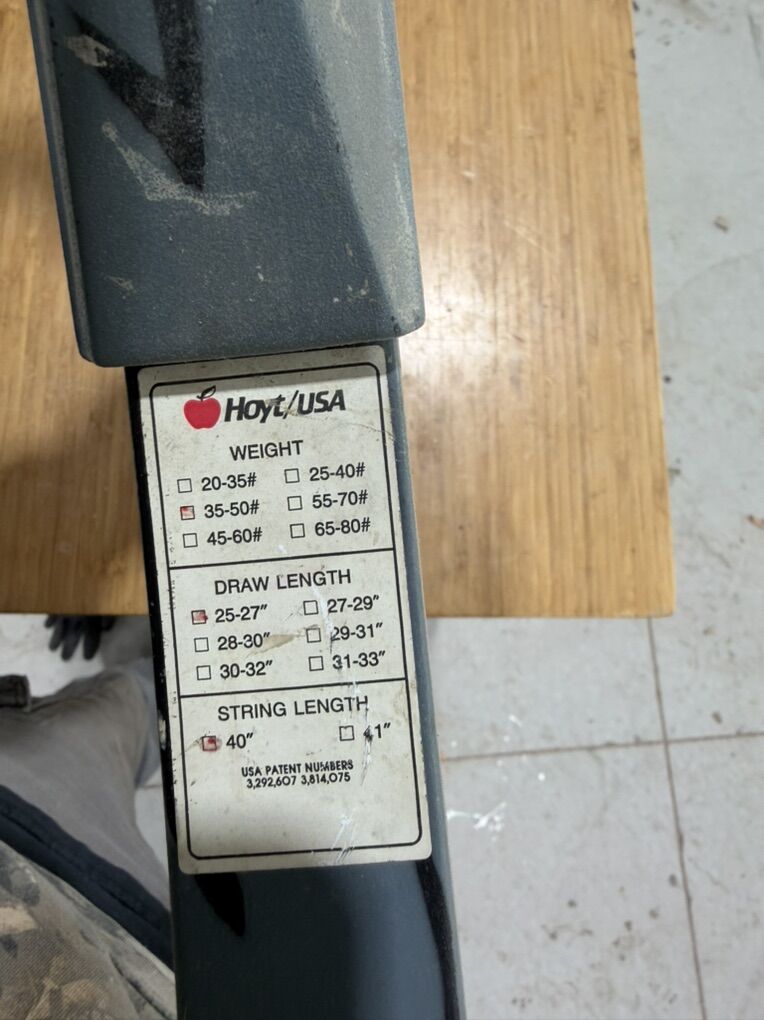 Hoyt/USA
WEIGHT
20-35# 25-40#
35-50# 55-70#
45-60# 65-80#
DRAW LENGTH
25-27" 27-29"
28-30" 29-31"
30-32" 31-33"
STRING LENGTH
40" 41"
USA PATENT NUMBERS
3,292,607 3,814,075